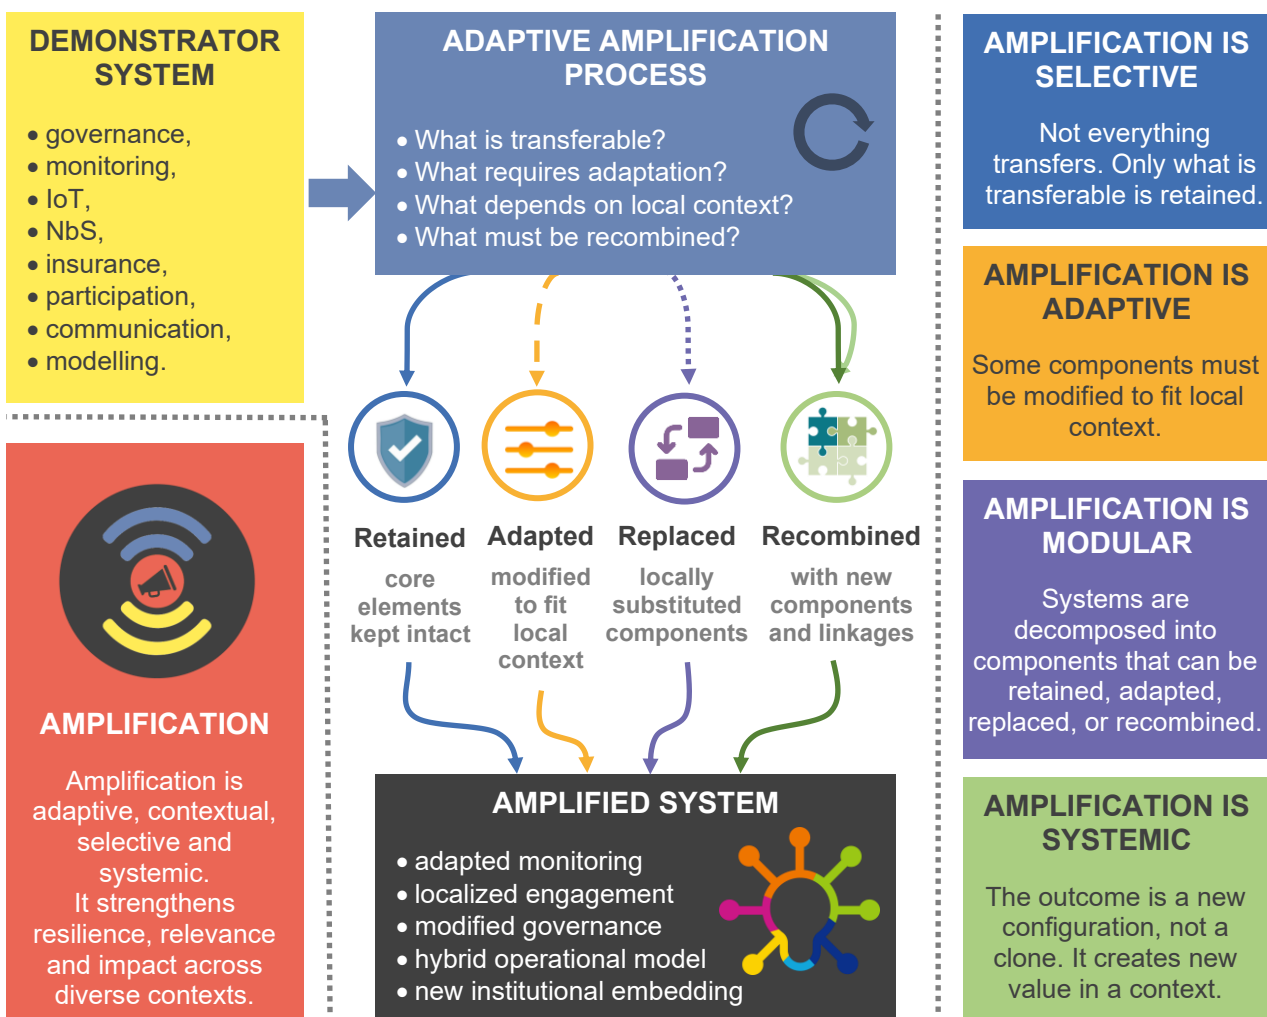 DEMONSTRATOR
SYSTEM
• governance,
• monitoring,
• IoT,
• NbS,
• insurance,
• participation,
• communication,
• modelling.
ADAPTIVE AMPLIFICATION
PROCESS
• What is transferable?
• What requires adaptation?
• What depends on local context?
• What must be recombined?
Retained
core
elements
kept intact
Adapted
modified
to fit
local
context
Replaced
locally
substituted
components
Recombined
with new
components
and linkages
AMPLIFIED SYSTEM
• adapted monitoring
• localized engagement
• modified governance
• hybrid operational model
• new institutional embedding
AMPLIFICATION
Amplification is
adaptive, contextual,
selective and
systemic.
It strengthens
resilience, relevance
and impact across
diverse contexts.
AMPLIFICATION IS
SELECTIVE
Not everything
transfers. Only what is
transferable is retained.
AMPLIFICATION IS
ADAPTIVE
Some components must
be modified to fit local
context.
AMPLIFICATION IS
MODULAR
Systems are
decomposed into
components that can be
retained, adapted,
replaced, or recombined.
AMPLIFICATION IS
SYSTEMIC
The outcome is a new
configuration, not a
clone. It creates new
value in a context.